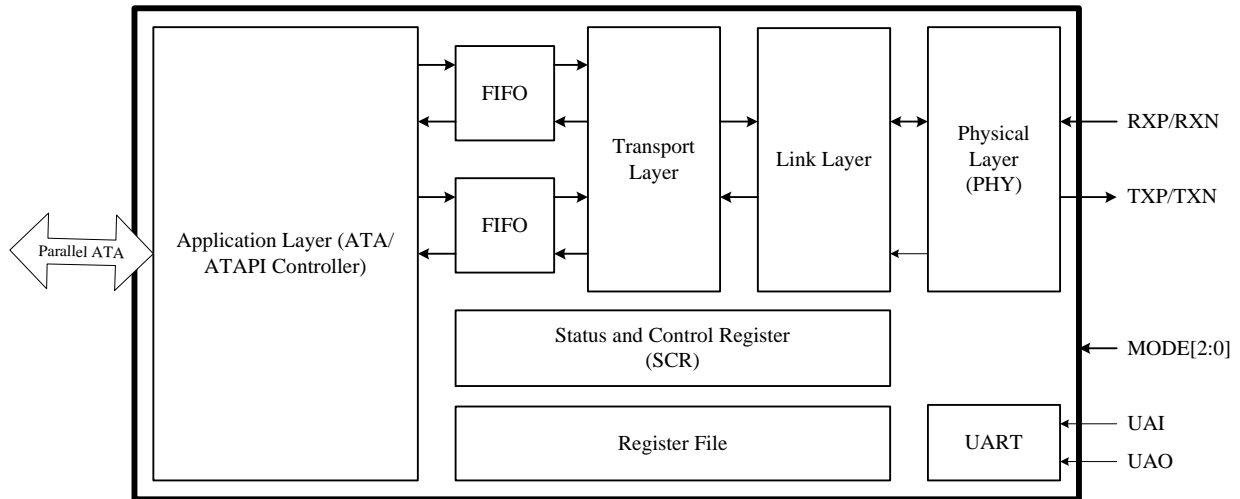 FIFO
Transport
Layer
Link Layer
Physical
Layer
(PHY)
RXP/RXN
TXP/TXN
Parallel ATA
Application Layer (ATA/
ATAPI Controller)
FIFO
Status and Control Register
(SCR)
MODE[2:0]
Register File
UART
UAI
UAO